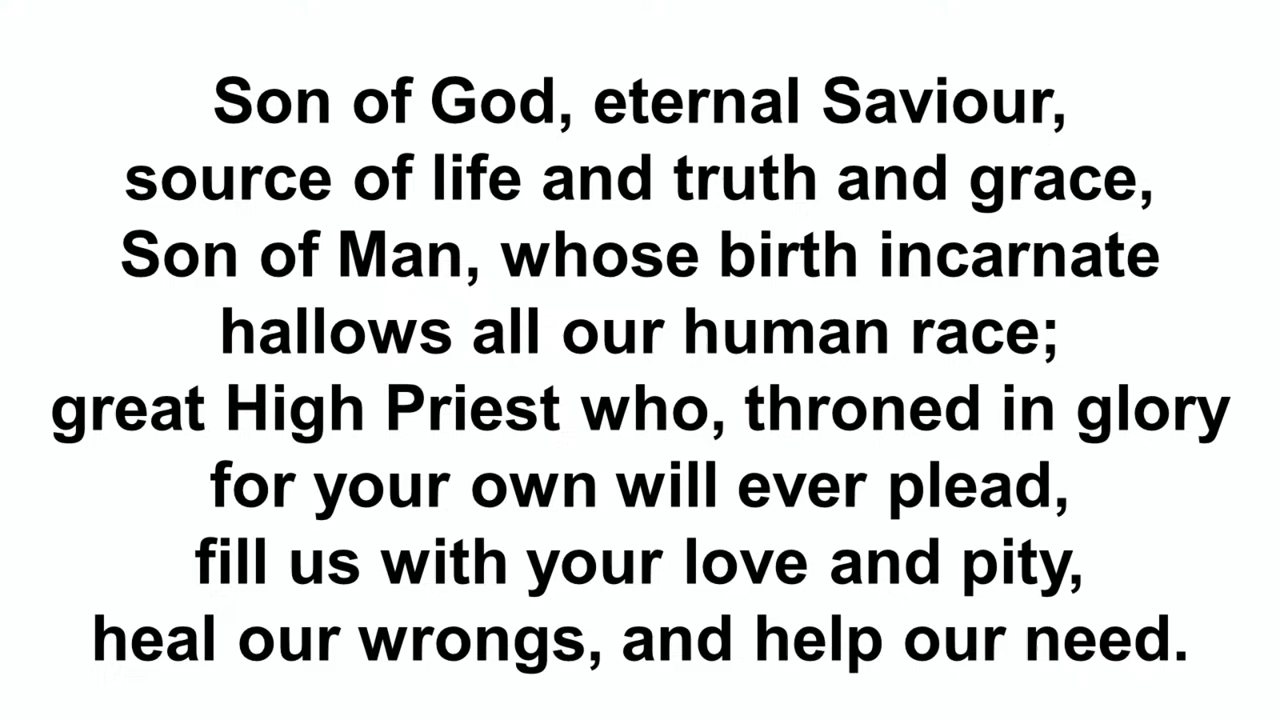 Son of God, eternal Saviour,
source of life and truth and grace,
Son of Man, whose birth incarnate
hallows all our human race;
great High Priest who, throned in glory
for your own will ever plead,
fill us with your love and pity,
heal our wrongs, and help our need.